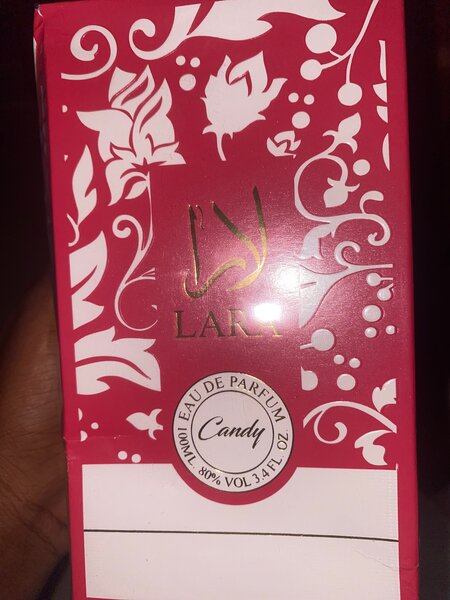 لارا
LARA
EAU DE PARFUM
Candy
100ML. 80% VOL 3.4 FL. OZ.